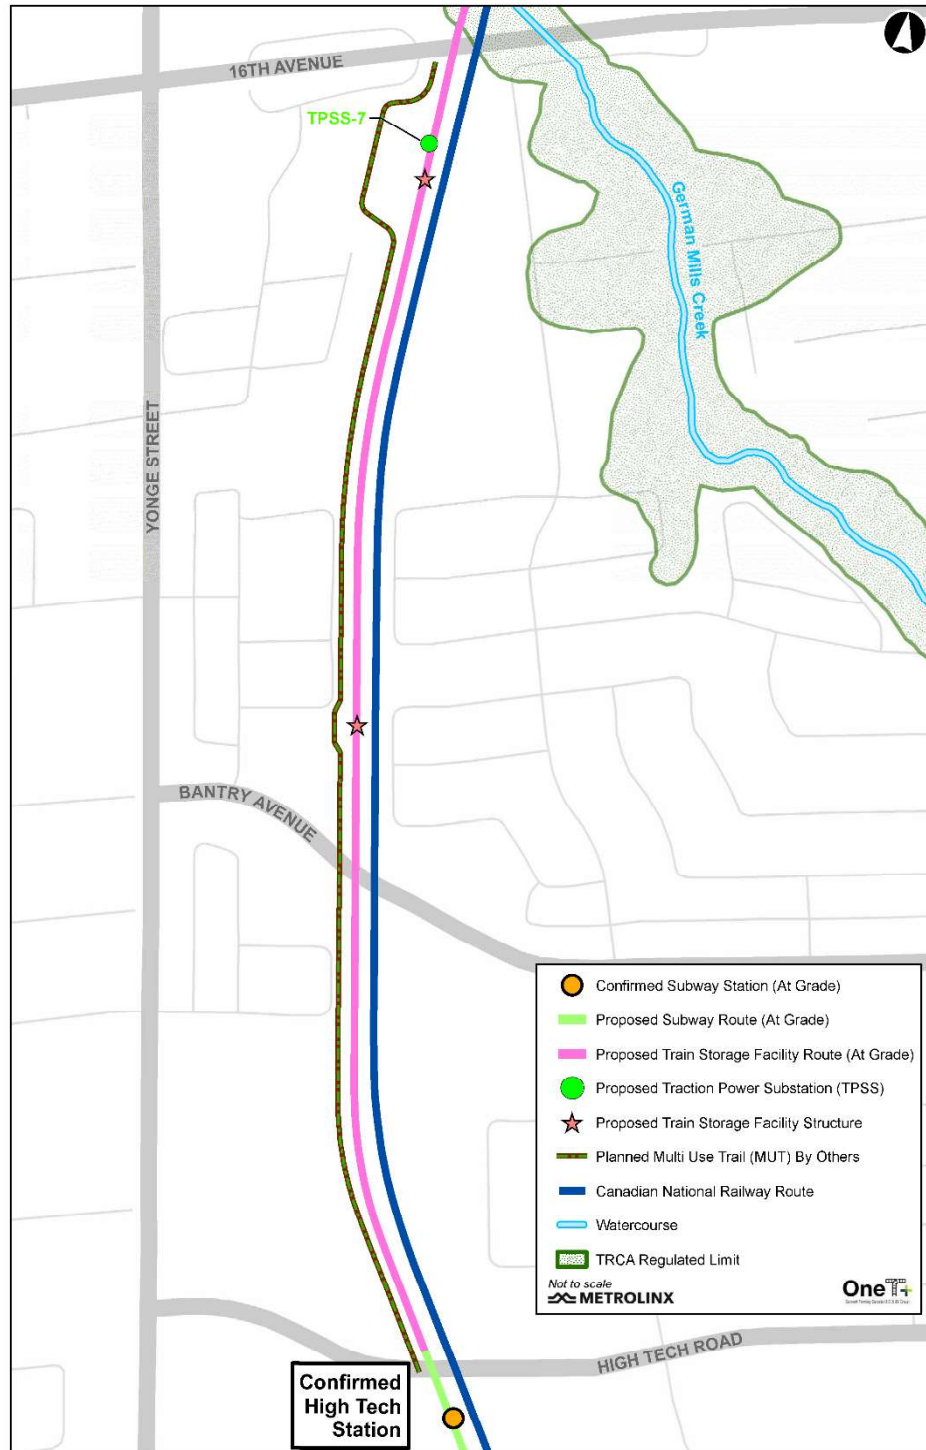 16TH AVENUE
TPSS-7
German Mills Creek
YONGE STREET
BANTRY AVENUE
Confirmed Subway Station (At Grade)
Proposed Subway Route (At Grade)
Proposed Train Storage Facility Route (At Grade)
Proposed Traction Power Substation (TPSS)
Proposed Train Storage Facility Structure
Planned Multi Use Trail (MUT) By Others
Canadian National Railway Route
Watercourse
TRCA Regulated Limit
Not to scale
METROLINX
OneT+
HIGH TECH ROAD
Confirmed
High Tech
Station